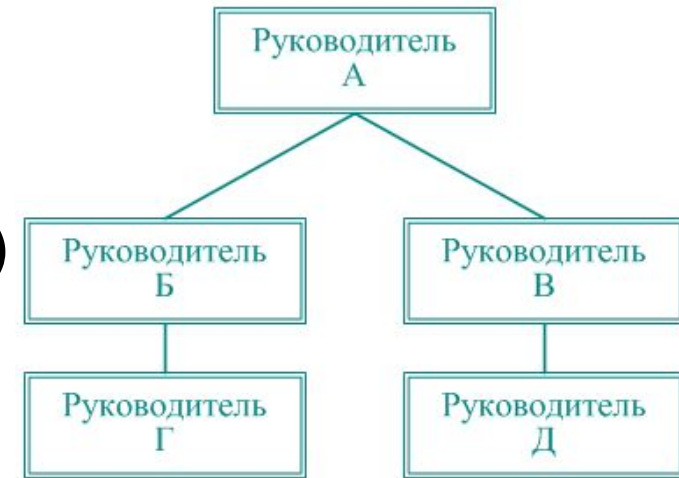 Руководитель
А
Руководитель
Б
Руководитель
В
Руководитель
Г
Руководитель
Д